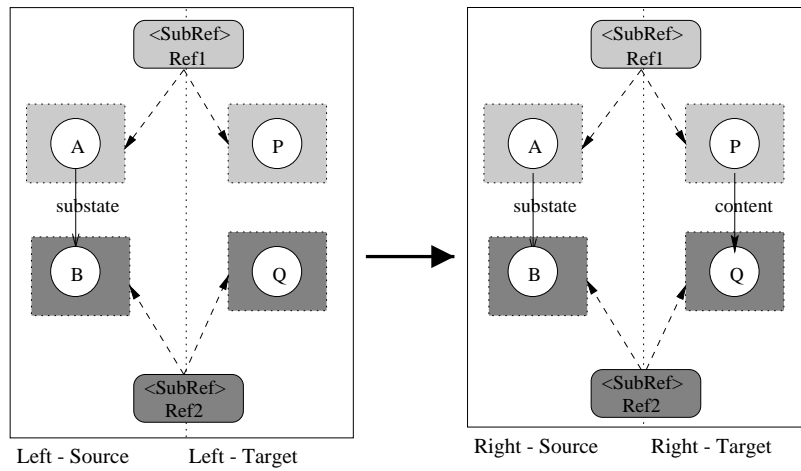 <SubRef>
Ref1
A
P
substate
B
Q
<SubRef>
Ref2
Left - Source
Left - Target
<SubRef>
Ref1
A
P
substate
content
B
Q
<SubRef>
Ref2
Right - Source
Right - Target